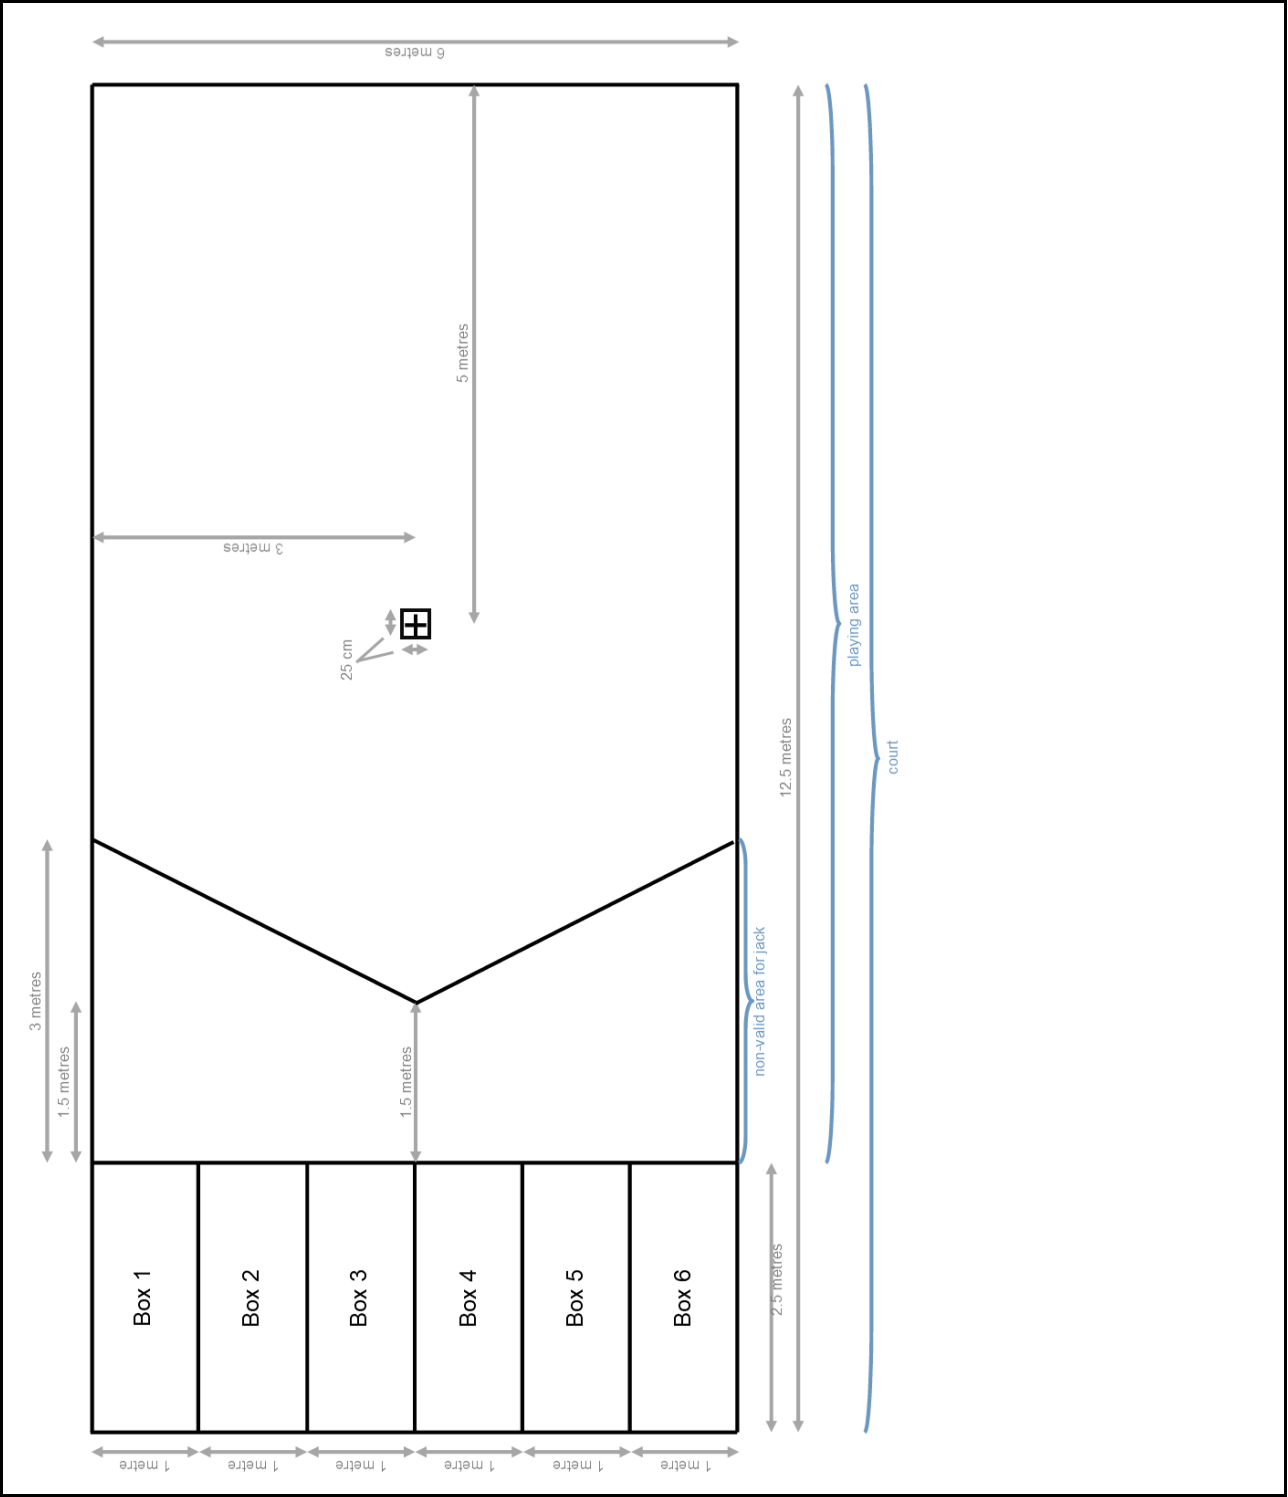 6 metres
5 metres
3 metres
25 cm
playing area
court
12.5 metres
3 metres
1.5 metres
1.5 metres
non-valid area for jack
Box 1
Box 2
Box 3
Box 4
Box 5
Box 6
2.5 metres
1 metre
1 metre
1 metre
1 metre
1 metre
1 metre